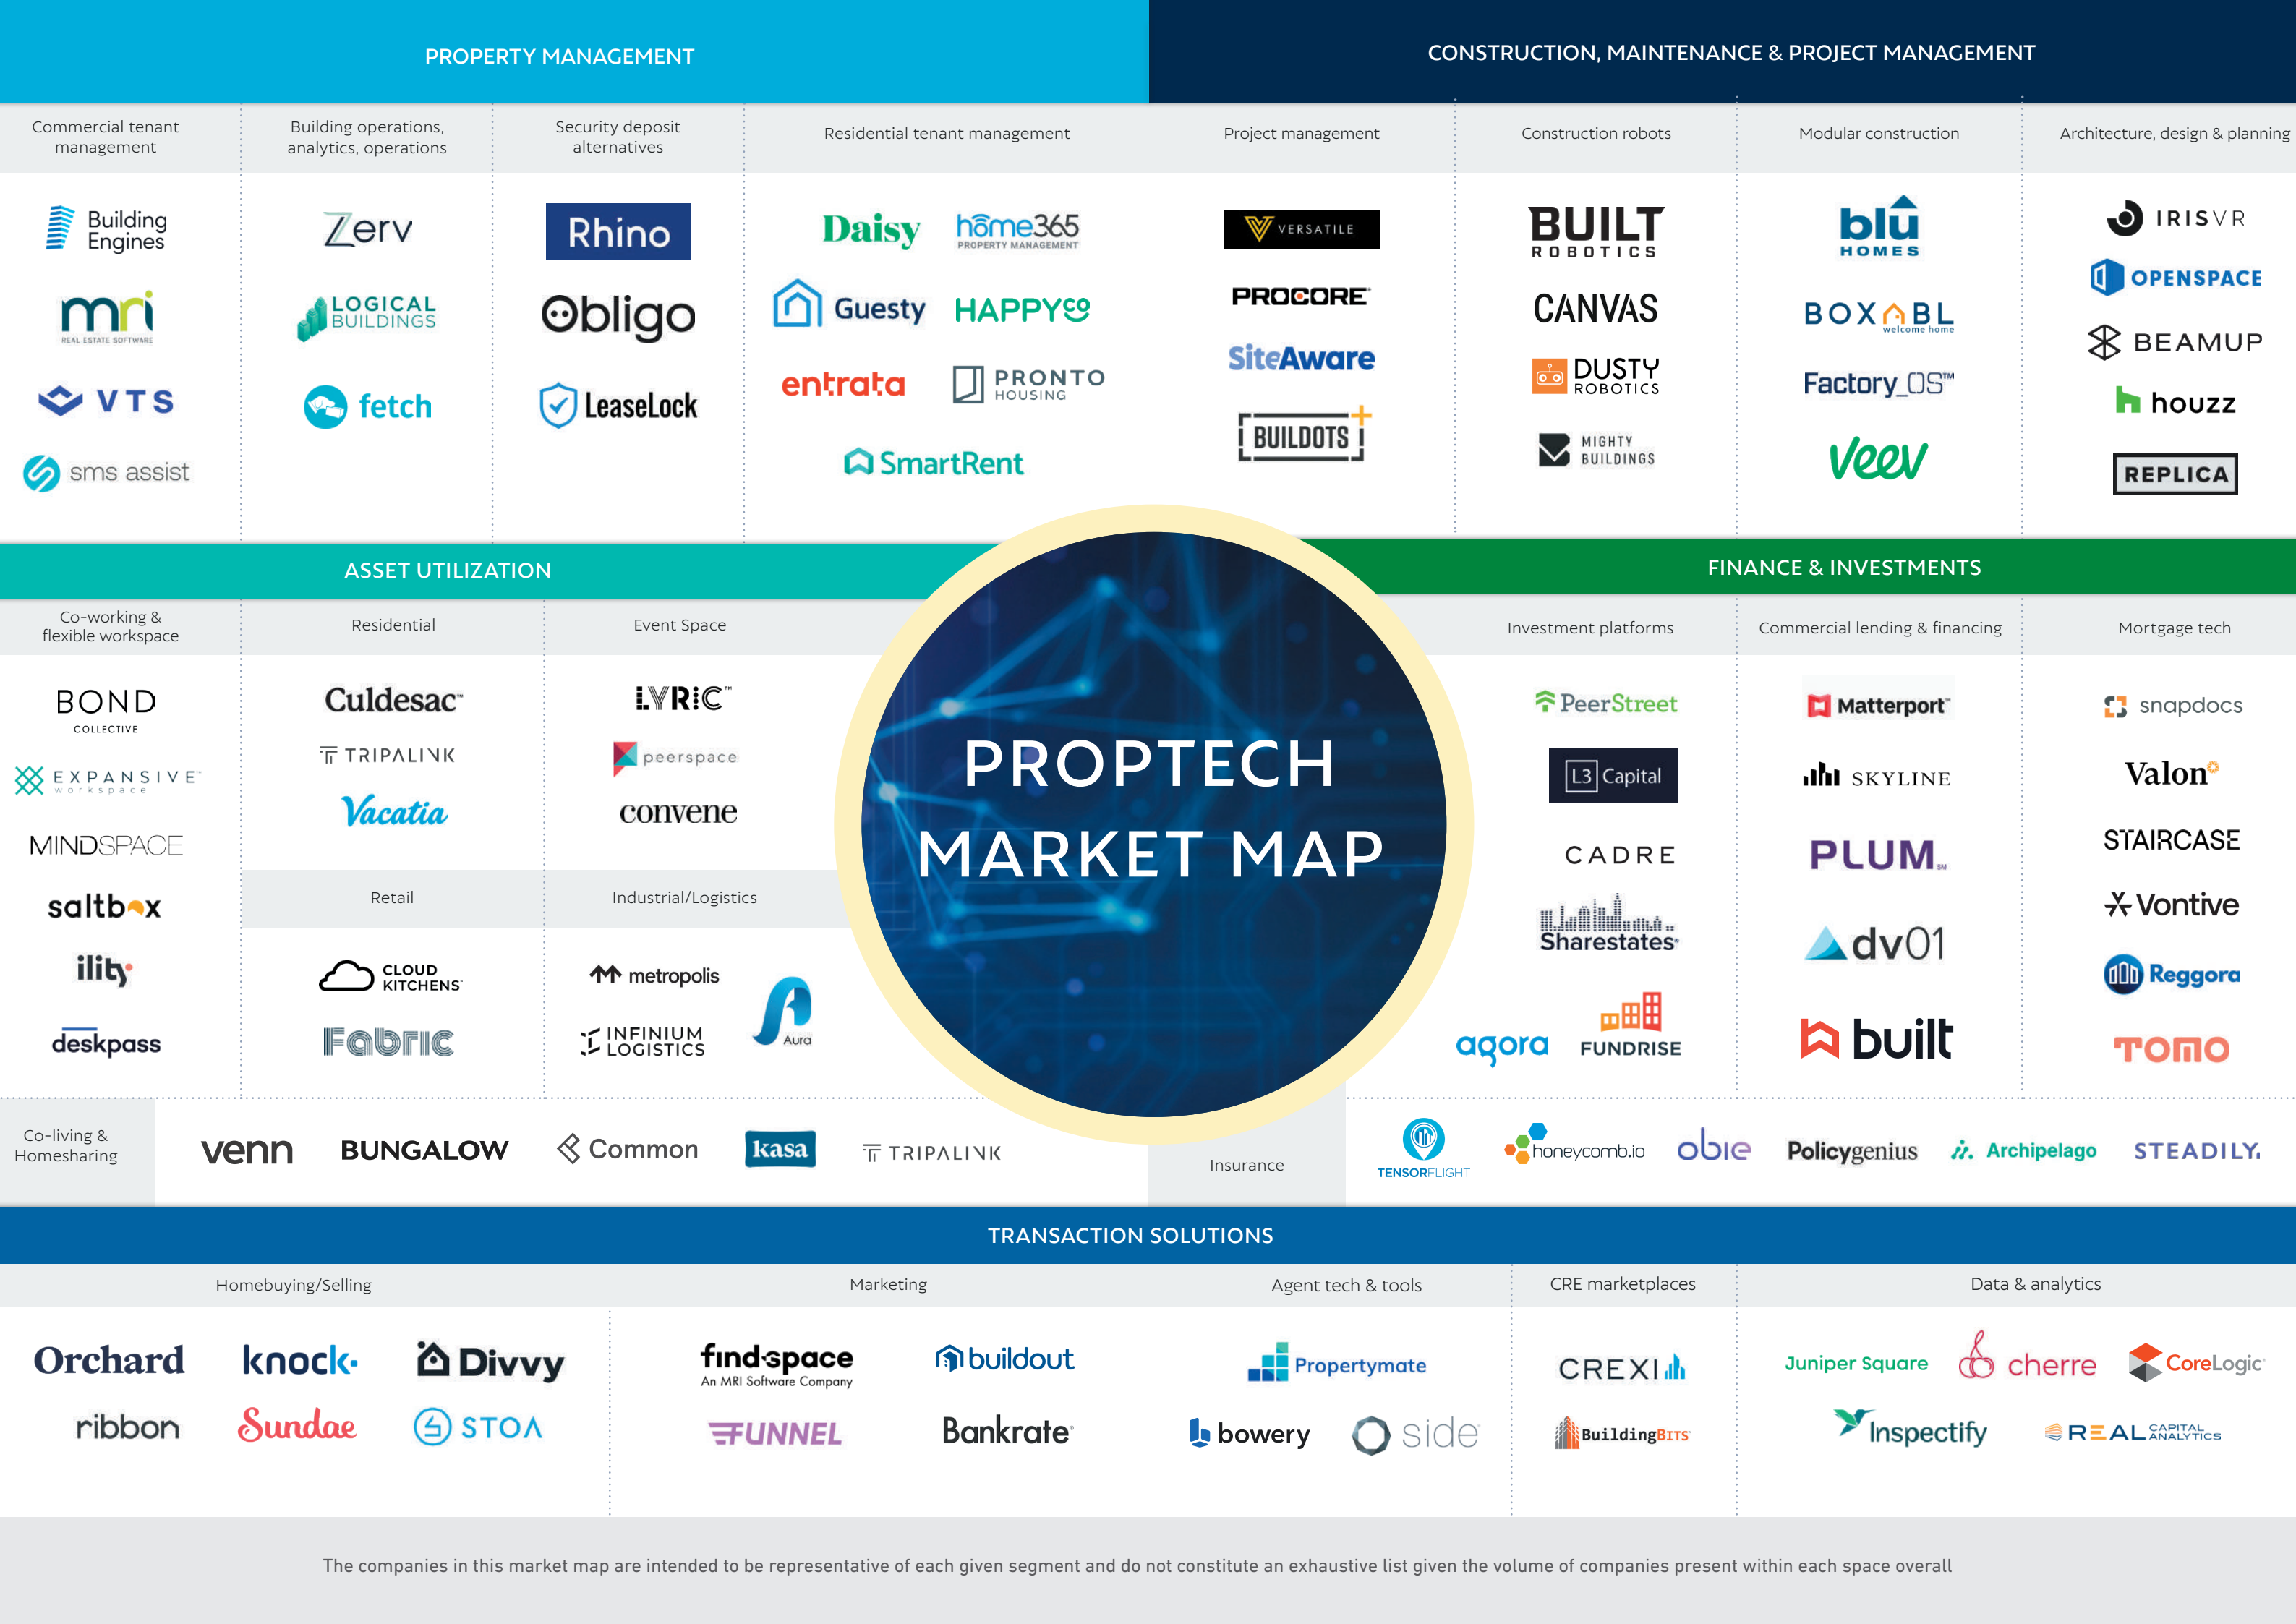 PROPERTY MANAGEMENT
CONSTRUCTION, MAINTENANCE & PROJECT MANAGEMENT
Commercial tenant
management
Building operations,
analytics, operations
Security deposit
alternatives
Residential tenant management
Project management
Construction robots
Modular construction
Architecture, design & planning
Building
Engines
mri
REAL ESTATE SOFTWARE
VTS
sms assist
Zerv
LOGICAL
BUILDINGS
fetch
Rhino
Obligo
LeaseLock
Daisy
home365
PROPERTY MANAGEMENT
Guesty
HAPPYCO
entrata
PRONTO
HOUSING
SmartRent
VERSATILE
PROCORE
SiteAware
BUILDOTS
BUILT
ROBOTICS
CANVAS
DUSTY
ROBOTICS
MIGHTY
BUILDINGS
blu
HOMES
BOXABL
welcome home
Factory_OS™
veev
IRISVR
OPENSPACE
BEAMUP
houzz
REPLICA
ASSET UTILIZATION
FINANCE & INVESTMENTS
Co-working &
flexible workspace
Residential
Event Space
BOND
COLLECTIVE
EXPANSIVE™
workspace
MINDSPACE
saltbox
ility
deskpass
Culdesac™
TRIPALINK
Vacatia
LYRIC™
peerspace
convene
Retail
Industrial/Logistics
CLOUD
KITCHENS
Fabric
metropolis
INFINIUM
LOGISTICS
Aura
PROPTECH
MARKET MAP
Investment platforms
Commercial lending & financing
Mortgage tech
PeerStreet
L3 Capital
CADRE
Sharestates
agora
FUNDRISE
Matterport™
SKYLINE
PLUM℠
dv01
built
snapdocs
Valon
STAIRCASE
Vontive
Reggora
TOMO
Co-living &
Homesharing
venn
BUNGALOW
Common
kasa
TRIPALINK
Insurance
TENSORFLIGHT
honeycomb.io
obie
Policygenius
Archipelago
STEADILY.
TRANSACTION SOLUTIONS
Homebuying/Selling
Marketing
Agent tech & tools
CRE marketplaces
Data & analytics
Orchard
knock
Divvy
ribbon
Sundae
STOA
find·space
An MRI Software Company
buildout
FUNNEL
Bankrate
Propertymate
bowery
side
CREXI
BuildingBITS
Juniper Square
cherre
CoreLogic
Inspectify
REAL CAPITAL
ANALYTICS
The companies in this market map are intended to be representative of each given segment and do not constitute an exhaustive list given the volume of companies present within each space overall